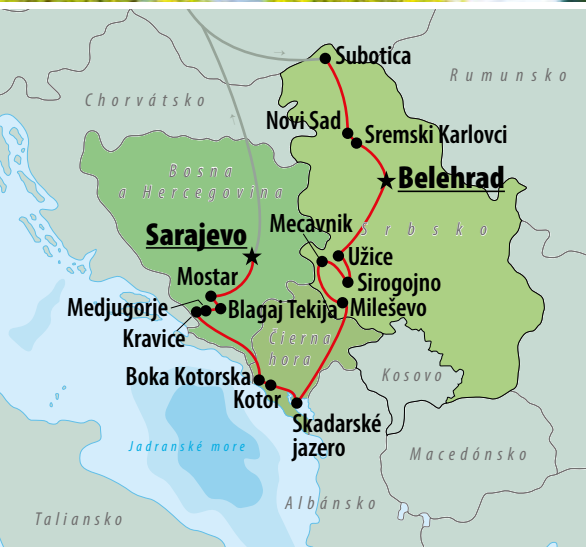 Subotica
Rumunsko
Chorvátsko
Novi Sad
Sremski Karlovci
Bosna
a Hercegovina
Belehrad
Mecavnik
Srbsko
Sarajevo
Užice
Mostar
Sirogojno
Medjugorje
Blagaj Tekija
Mileševo
Kravice
Čierna
hora
Boka Kotorska
Kosovo
Kotor
Skadarské
jazero
Jadranské more
Macedónsko
Albánsko
Taliansko